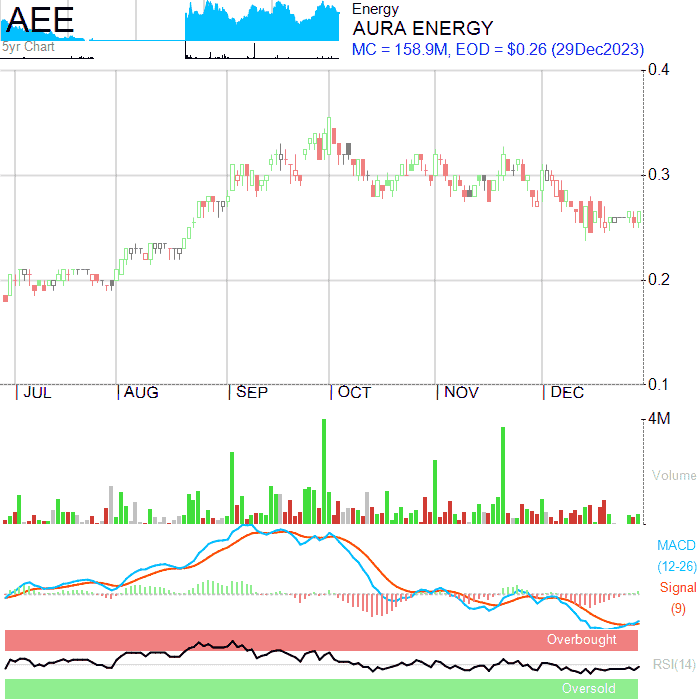 AEE
5yr Chart
Energy
AURA ENERGY
MC = 158.9M, EOD = $0.26 (29Dec2023)
0.4
0.3
0.2
0.1
JUL AUG SEP OCT NOV DEC
4M
Volume
MACD
(12-26)
Signal
(9)
Overbought
RSI(14)
Oversold